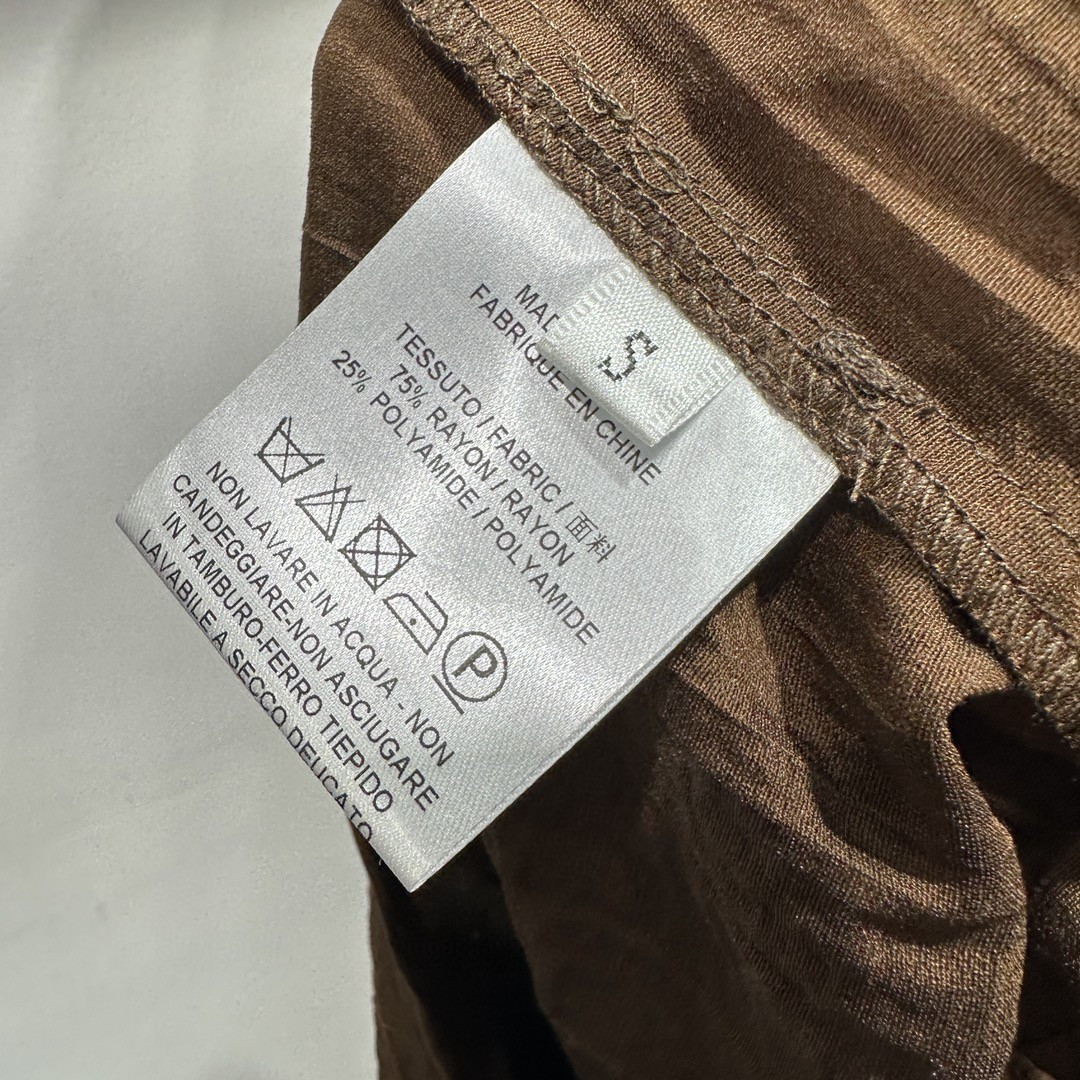 S
FABRIQUE EN CHINE
TESSUTO / FABRIC / 面料
75% RAYON / RAYON
25% POLYAMIDE / POLYAMIDE
P
NON LAVARE IN ACQUA - NON
CANDEGGIARE-NON ASCIUGARE
IN TAMBURO-FERRO TIEPIDO
LAVABILE A SECCO DELICATO